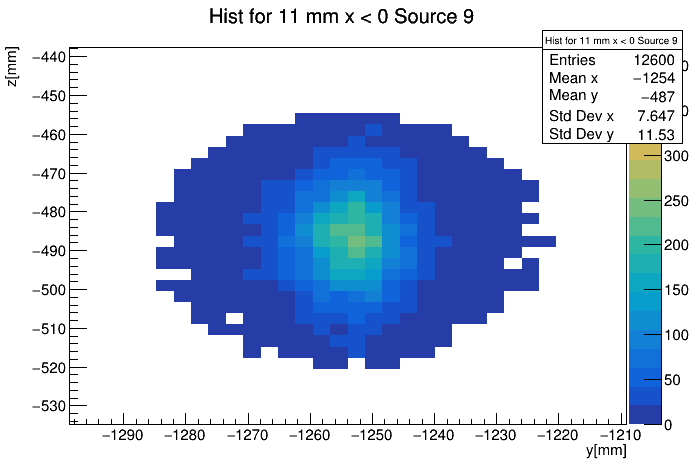 Hist for 11 mm x < 0 Source 9
z[mm]
Hist for 11 mm x < 0 Source 9
Entries 12600
Mean x −1254
Mean y −487
Std Dev x 7.647
Std Dev y 11.53
−440
−450
−460
−470
−480
−490
−500
−510
−520
−530
300
250
200
150
100
50
0
−1290 −1280 −1270 −1260 −1250 −1240 −1230 −1220 −1210
y[mm]